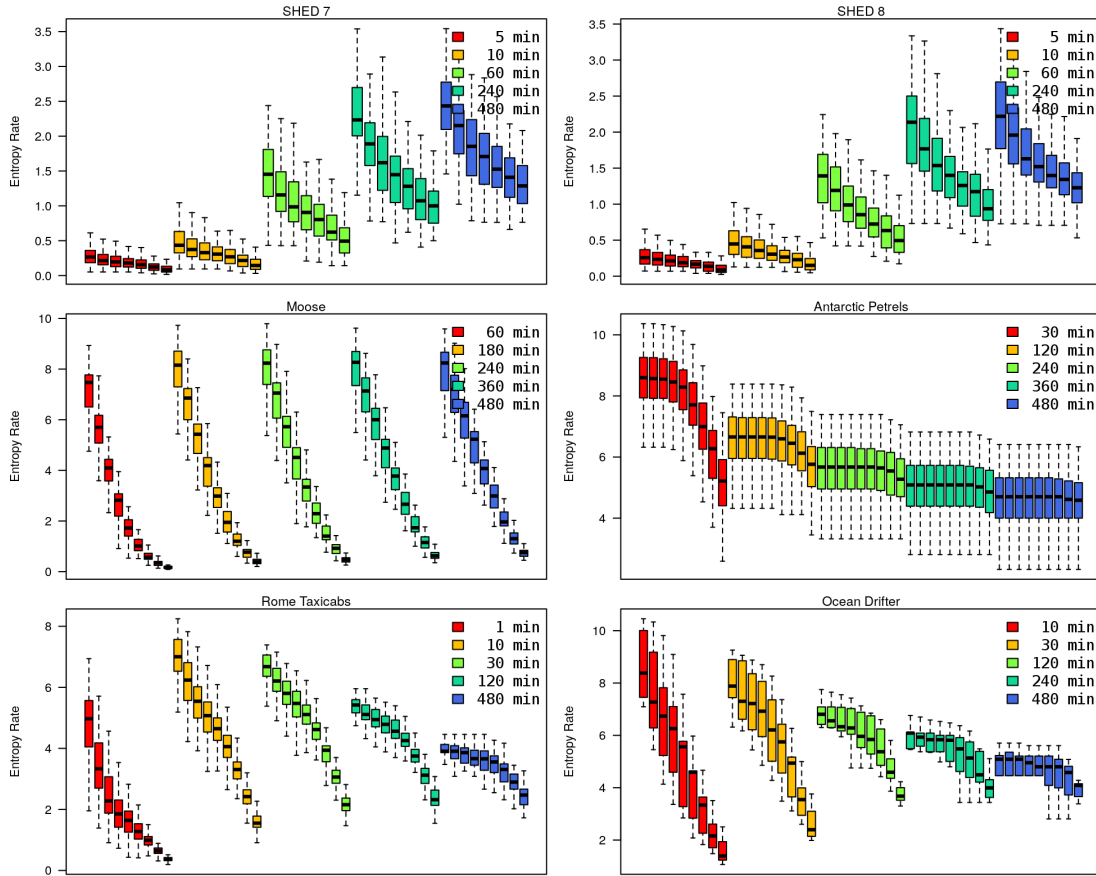 SHED 7
Entropy Rate
3.5
3.0
2.5
2.0
1.5
1.0
0.5
0.0
5 min
10 min
60 min
240 min
480 min
SHED 8
Entropy Rate
3.5
3.0
2.5
2.0
1.5
1.0
0.5
0.0
5 min
10 min
60 min
240 min
480 min
Moose
Entropy Rate
10
8
6
4
2
0
60 min
180 min
240 min
360 min
480 min
Antarctic Petrels
Entropy Rate
10
8
6
4
30 min
120 min
240 min
360 min
480 min
Rome Taxicabs
Entropy Rate
8
6
4
2
0
1 min
10 min
30 min
120 min
480 min
Ocean Drifter
Entropy Rate
10
8
6
4
2
10 min
30 min
120 min
240 min
480 min